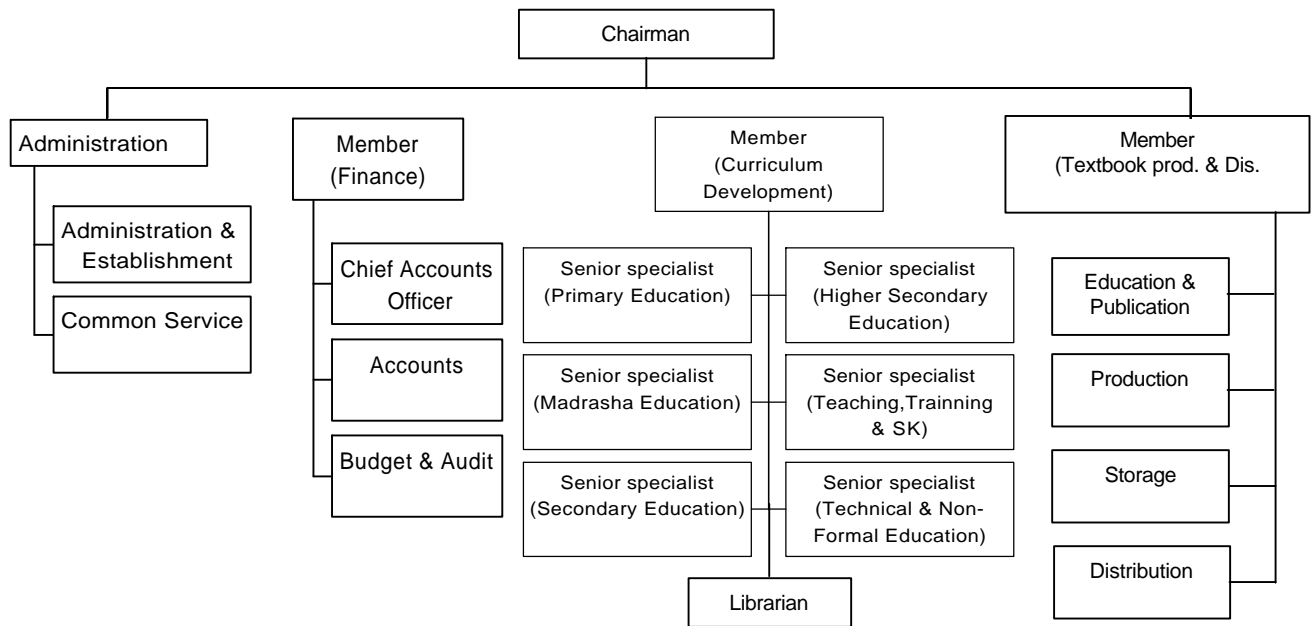 Chairman
Administration
Administration &
Establishment
Common Service
Member
(Finance)
Chief Accounts
Officer
Accounts
Budget & Audit
Member
(Curriculum
Development)
Senior specialist
(Primary Education)
Senior specialist
(Higher Secondary
Education)
Senior specialist
(Madrasha Education)
Senior specialist
(Teaching,Trainning
& SK)
Senior specialist
(Secondary Education)
Senior specialist
(Technical & Non-
Formal Education)
Librarian
Member
(Textbook prod. & Dis.
Education &
Publication
Production
Storage
Distribution